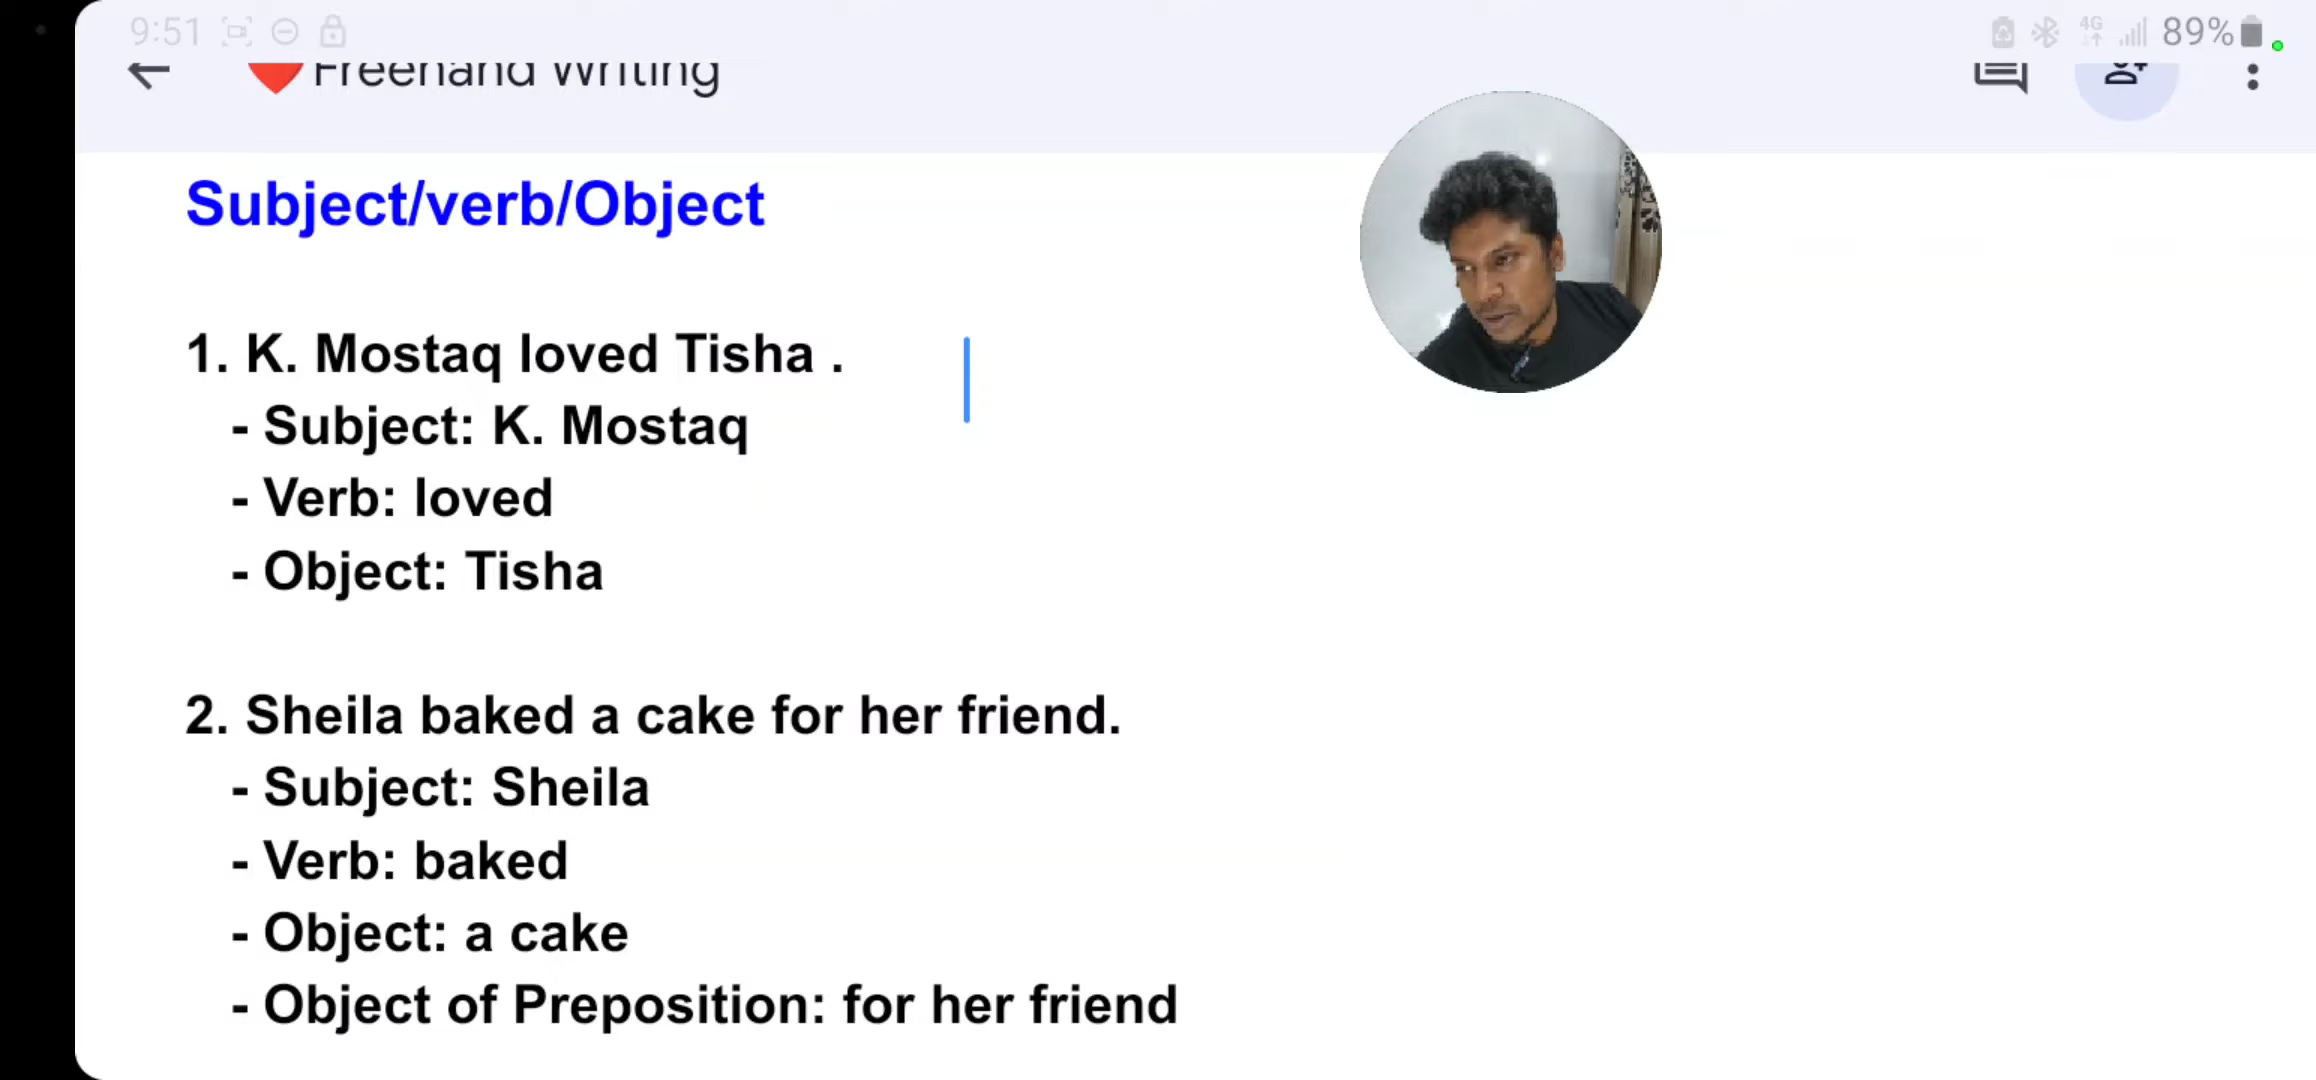 9:51
4G 89%
Freehand Writing
Subject/verb/Object
1. K. Mostaq loved Tisha .
- Subject: K. Mostaq
- Verb: loved
- Object: Tisha
2. Sheila baked a cake for her friend.
- Subject: Sheila
- Verb: baked
- Object: a cake
- Object of Preposition: for her friend